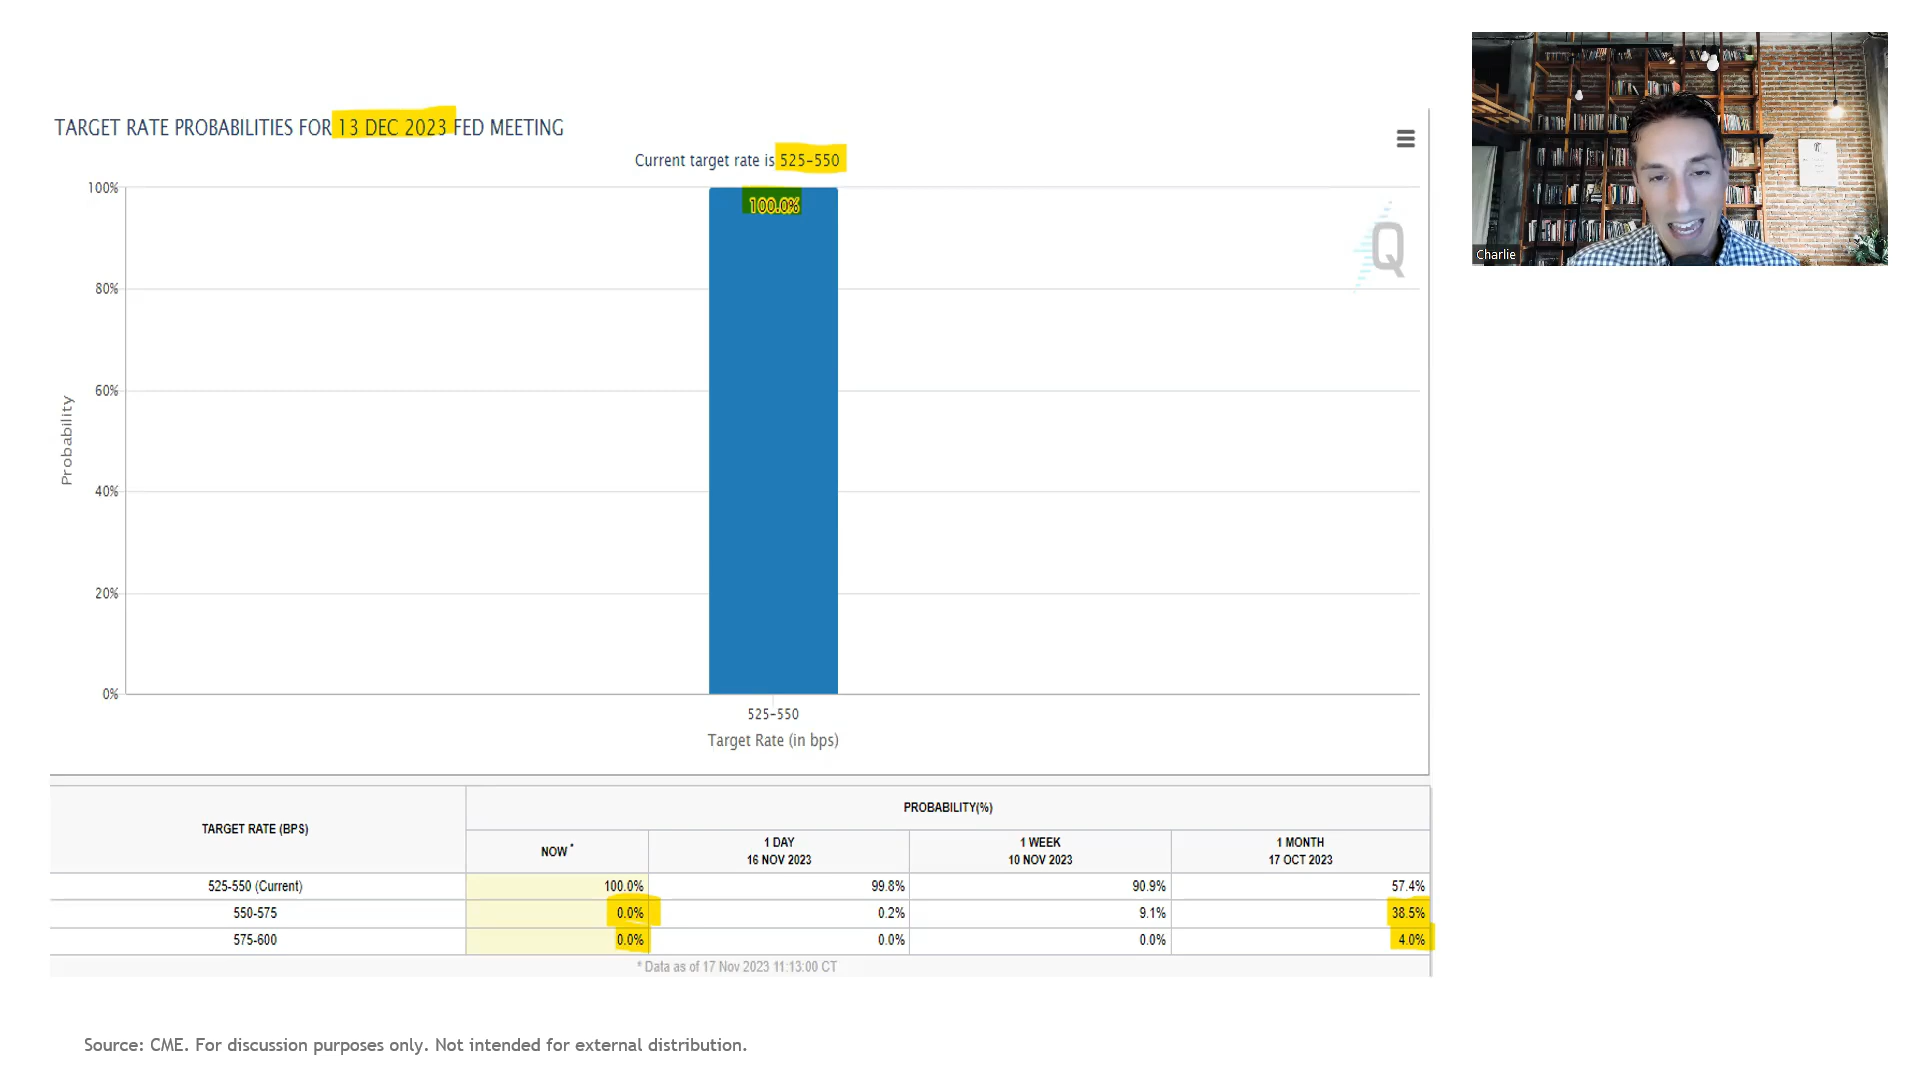 TARGET RATE PROBABILITIES FOR 13 DEC 2023 FED MEETING
Current target rate is 525-550
100%
80%
60%
40%
20%
0%
Probability
100.0%
Q
525-550
Target Rate (in bps)
TARGET RATE (BPS)
PROBABILITY(%)
NOW *
1 DAY
16 NOV 2023
1 WEEK
10 NOV 2023
1 MONTH
17 OCT 2023
525-550 (Current) 100.0% 99.8% 90.9% 57.4%
550-575 0.0% 0.2% 9.1% 38.5%
575-600 0.0% 0.0% 0.0% 4.0%
* Data as of 17 Nov 2023 11:13:00 CT
Source: CME. For discussion purposes only. Not intended for external distribution.
Charlie